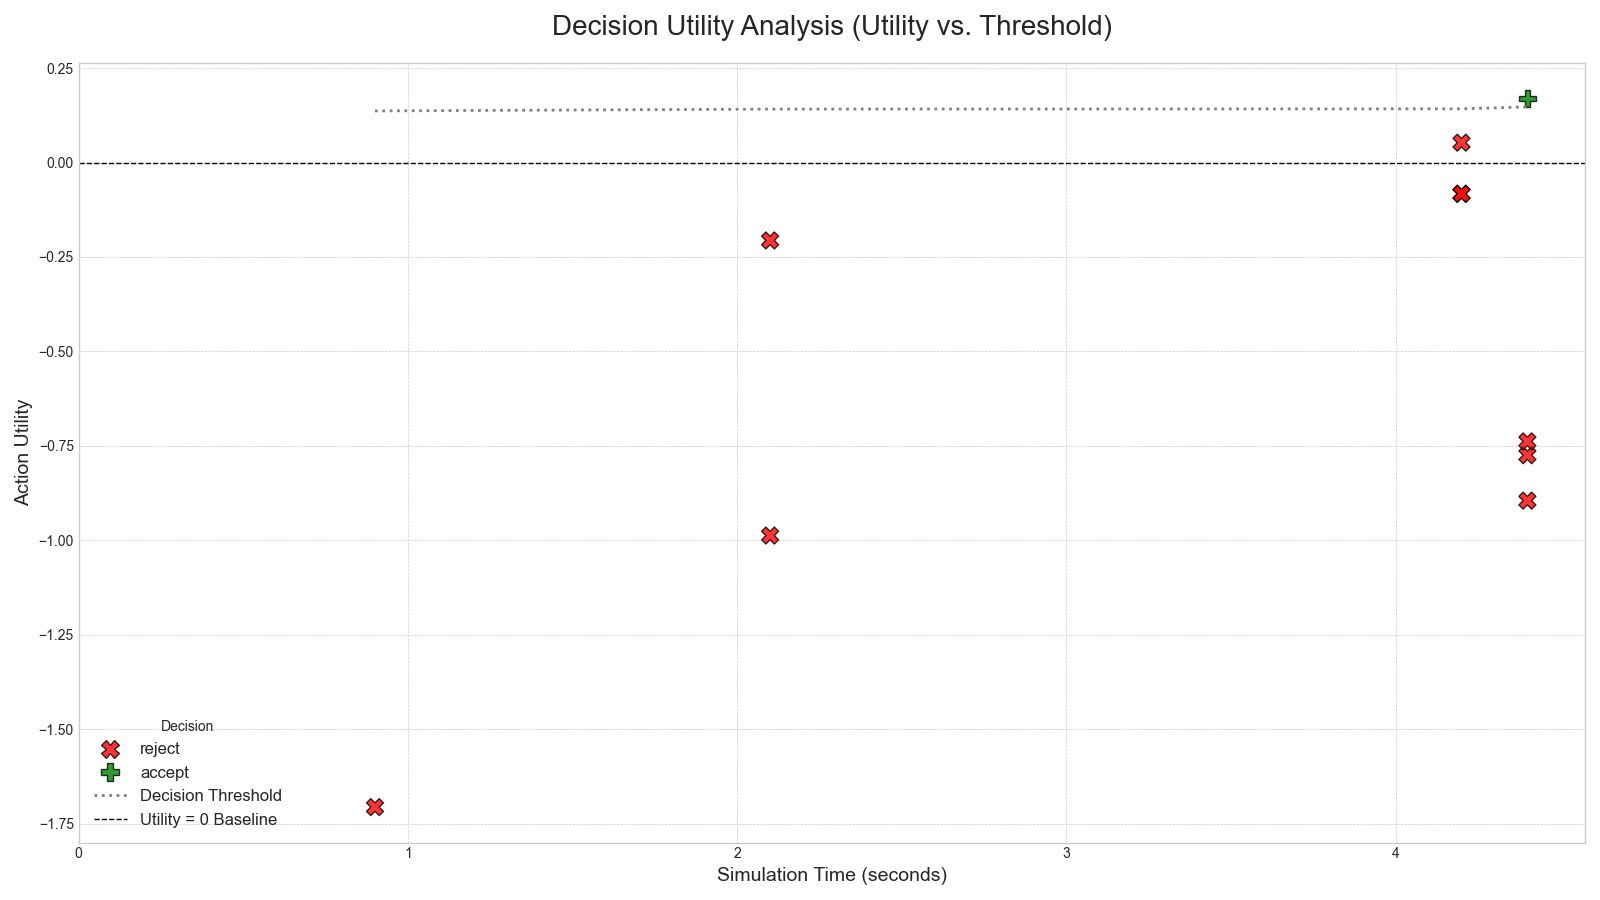 Decision Utility Analysis (Utility vs. Threshold)
Action Utility
0.25
0.00
−0.25
−0.50
−0.75
−1.00
−1.25
−1.50
−1.75
Decision
reject
accept
Decision Threshold
Utility = 0 Baseline
0 1 2 3 4
Simulation Time (seconds)